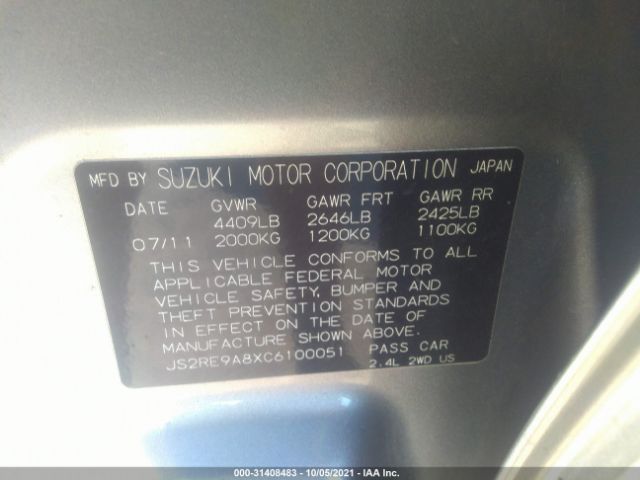 MFD BY SUZUKI MOTOR CORPORATION JAPAN
DATE GVWR GAWR FRT GAWR RR
4409LB 2646LB 2425LB
07/11 2000KG 1200KG 1100KG
THIS VEHICLE CONFORMS TO ALL
APPLICABLE FEDERAL MOTOR
VEHICLE SAFETY, BUMPER AND
THEFT PREVENTION STANDARDS
IN EFFECT ON THE DATE OF
MANUFACTURE SHOWN ABOVE.
JS2RE9A8XC6100051 PASS CAR
2.4L 2WD US
000-31408483 - 10/05/2021 - IAA Inc.